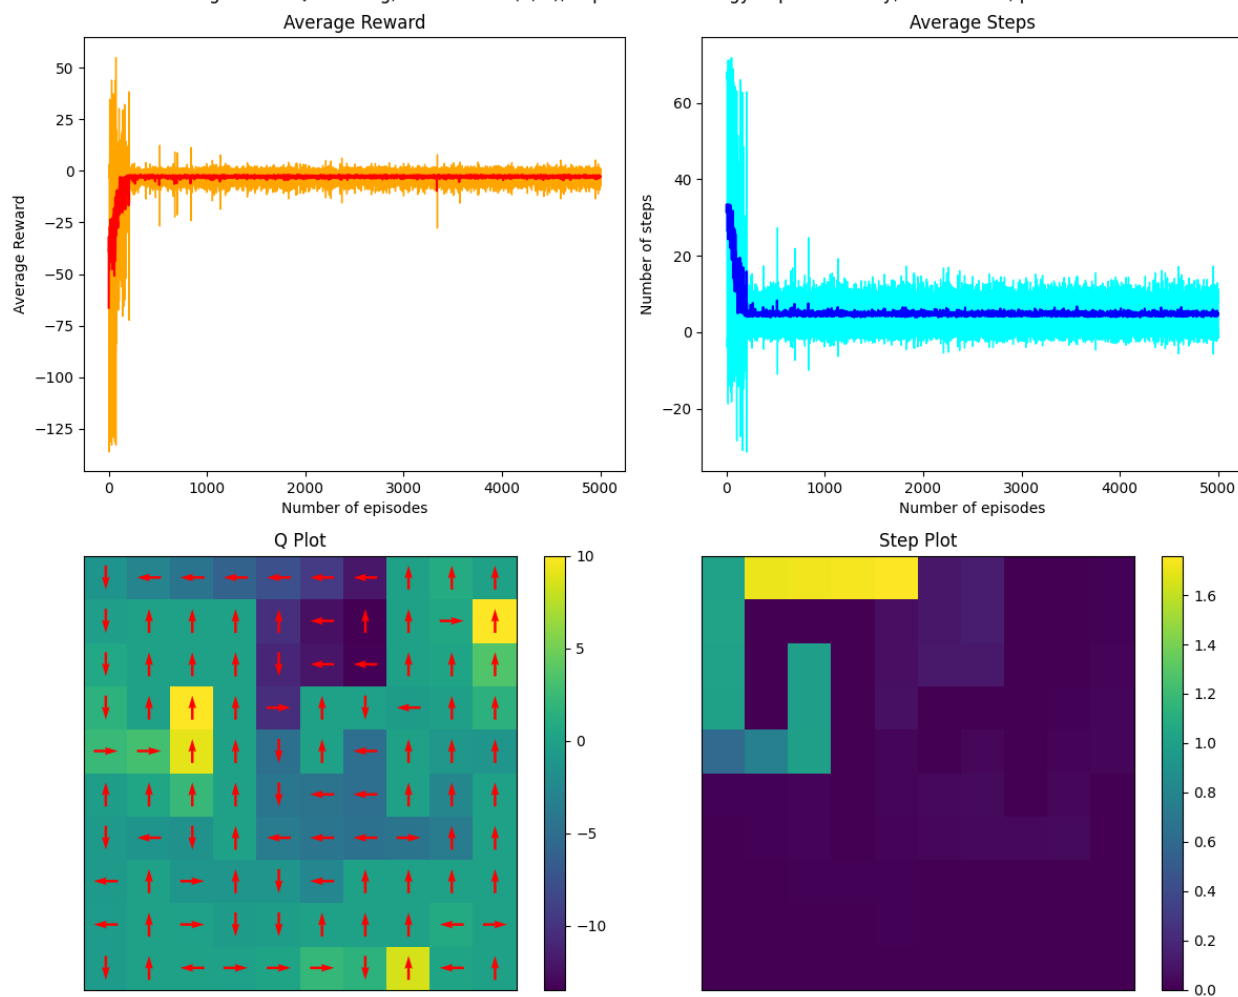 Average Reward
Average Steps
50
25
0
−25
−50
−75
−100
−125
Average Reward
0 1000 2000 3000 4000 5000
Number of episodes
60
40
20
0
−20
Number of steps
0 1000 2000 3000 4000 5000
Number of episodes
Q Plot
10
5
0
−5
−10
Step Plot
1.6
1.4
1.2
1.0
0.8
0.6
0.4
0.2
0.0